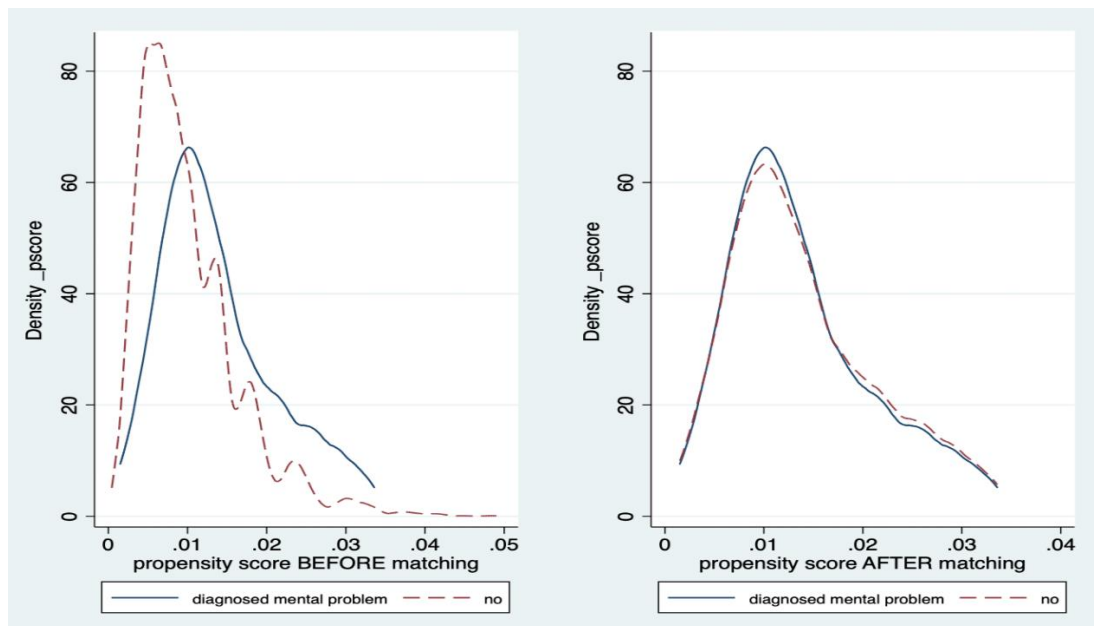 Density _pscore
80
60
40
20
0
0 .01 .02 .03 .04 .05
propensity score BEFORE matching
diagnosed mental problem no
Density _pscore
80
60
40
20
0
0 .01 .02 .03 .04
propensity score AFTER matching
diagnosed mental problem no